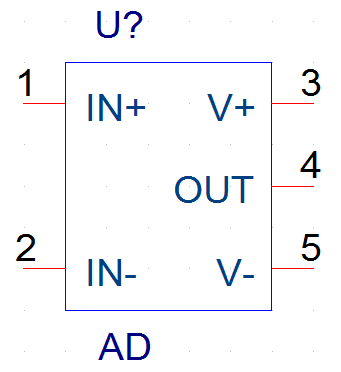 U?
1 IN+ V+ 3
OUT 4
2 IN- V- 5
AD